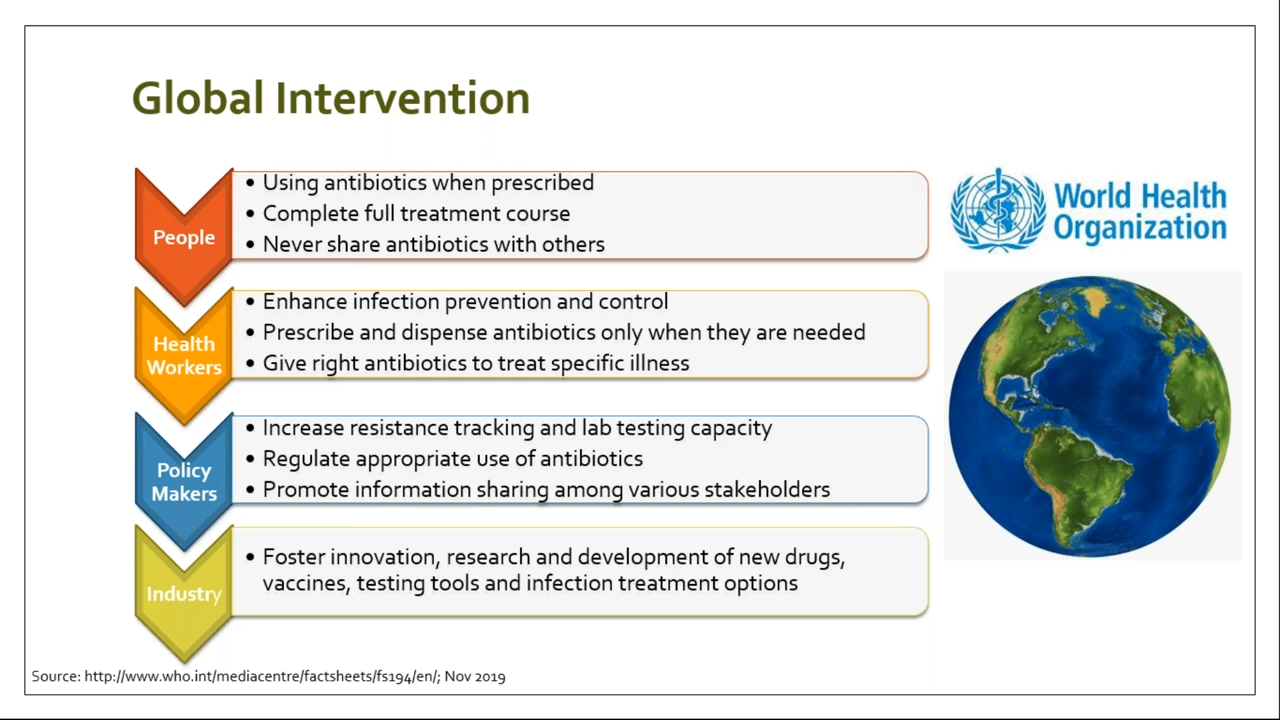 Global Intervention
People
• Using antibiotics when prescribed
• Complete full treatment course
• Never share antibiotics with others
Health
Workers
• Enhance infection prevention and control
• Prescribe and dispense antibiotics only when they are needed
• Give right antibiotics to treat specific illness
Policy
Makers
• Increase resistance tracking and lab testing capacity
• Regulate appropriate use of antibiotics
• Promote information sharing among various stakeholders
Industry
• Foster innovation, research and development of new drugs,
vaccines, testing tools and infection treatment options
World Health
Organization
Source: http://www.who.int/mediacentre/factsheets/fs194/en/; Nov 2019